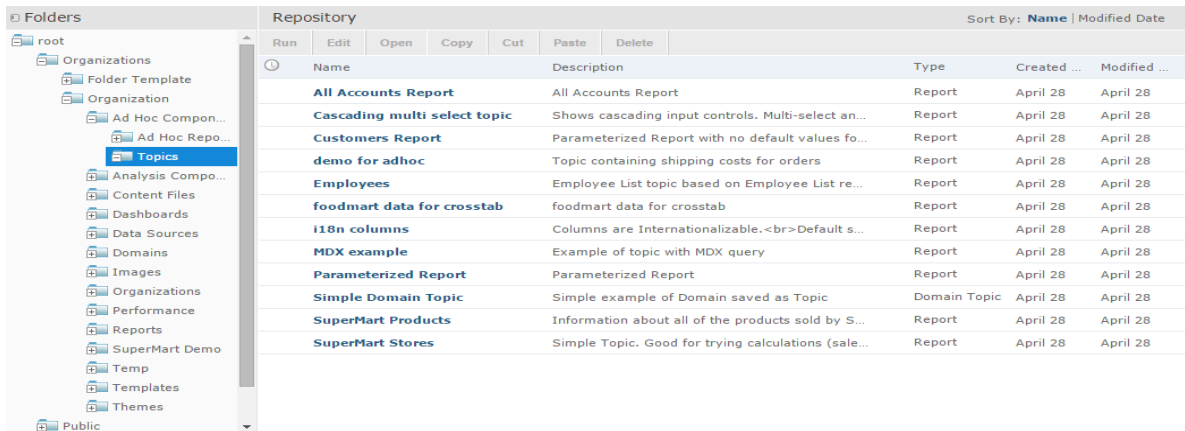 Folders
root
Organizations
Folder Template
Organization
Ad Hoc Compon...
Ad Hoc Repo...
Topics
Analysis Compo...
Content Files
Dashboards
Data Sources
Domains
Images
Organizations
Performance
Reports
SuperMart Demo
Temp
Templates
Themes
Public
Repository Sort By: Name | Modified Date
Run Edit Open Copy Cut Paste Delete
Name Description Type Created ... Modified ...
All Accounts Report All Accounts Report Report April 28 April 28
Cascading multi select topic Shows cascading input controls. Multi-select an... Report April 28 April 28
Customers Report Parameterized Report with no default values fo... Report April 28 April 28
demo for adhoc Topic containing shipping costs for orders Report April 28 April 28
Employees Employee List topic based on Employee List re... Report April 28 April 28
foodmart data for crosstab foodmart data for crosstab Report April 28 April 28
i18n columns Columns are Internationalizable.<br>Default s... Report April 28 April 28
MDX example Example of topic with MDX query Report April 28 April 28
Parameterized Report Parameterized Report Report April 28 April 28
Simple Domain Topic Simple example of Domain saved as Topic Domain Topic April 28 April 28
SuperMart Products Information about all of the products sold by S... Report April 28 April 28
SuperMart Stores Simple Topic. Good for trying calculations (sale... Report April 28 April 28